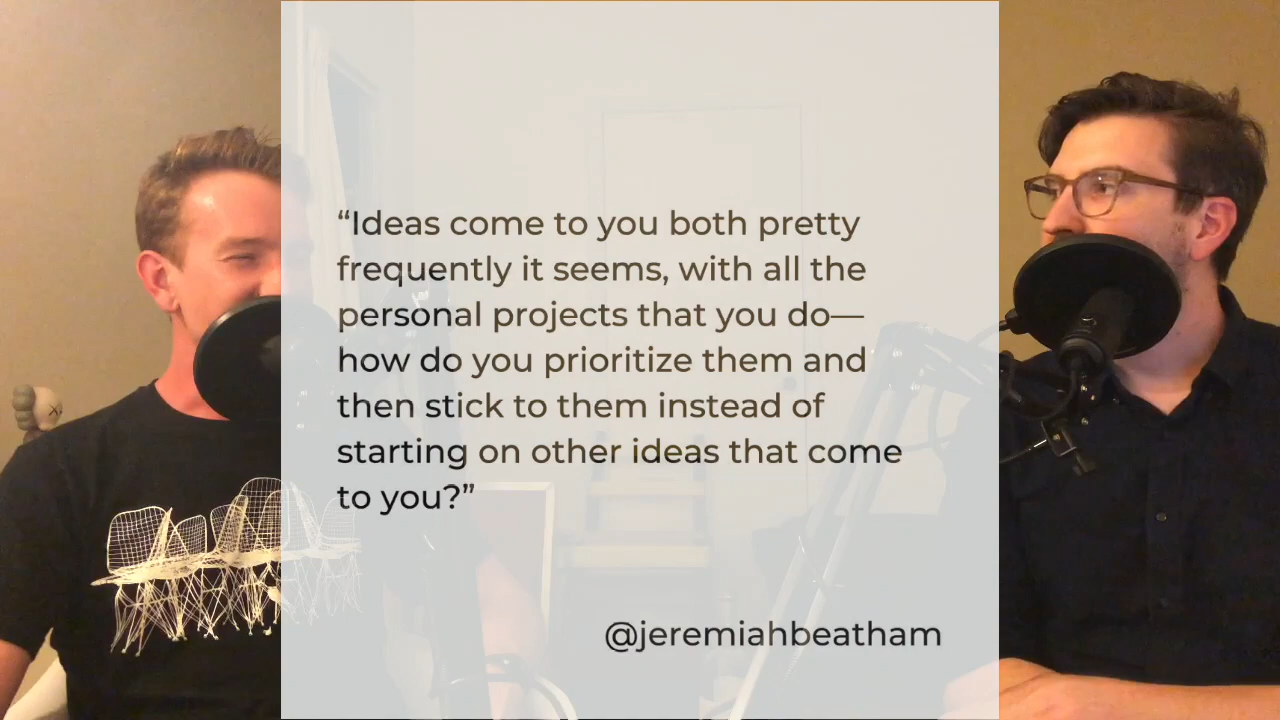 “Ideas come to you both pretty
frequently it seems, with all the
personal projects that you do—
how do you prioritize them and
then stick to them instead of
starting on other ideas that come
to you?”
@jeremiahbeatham